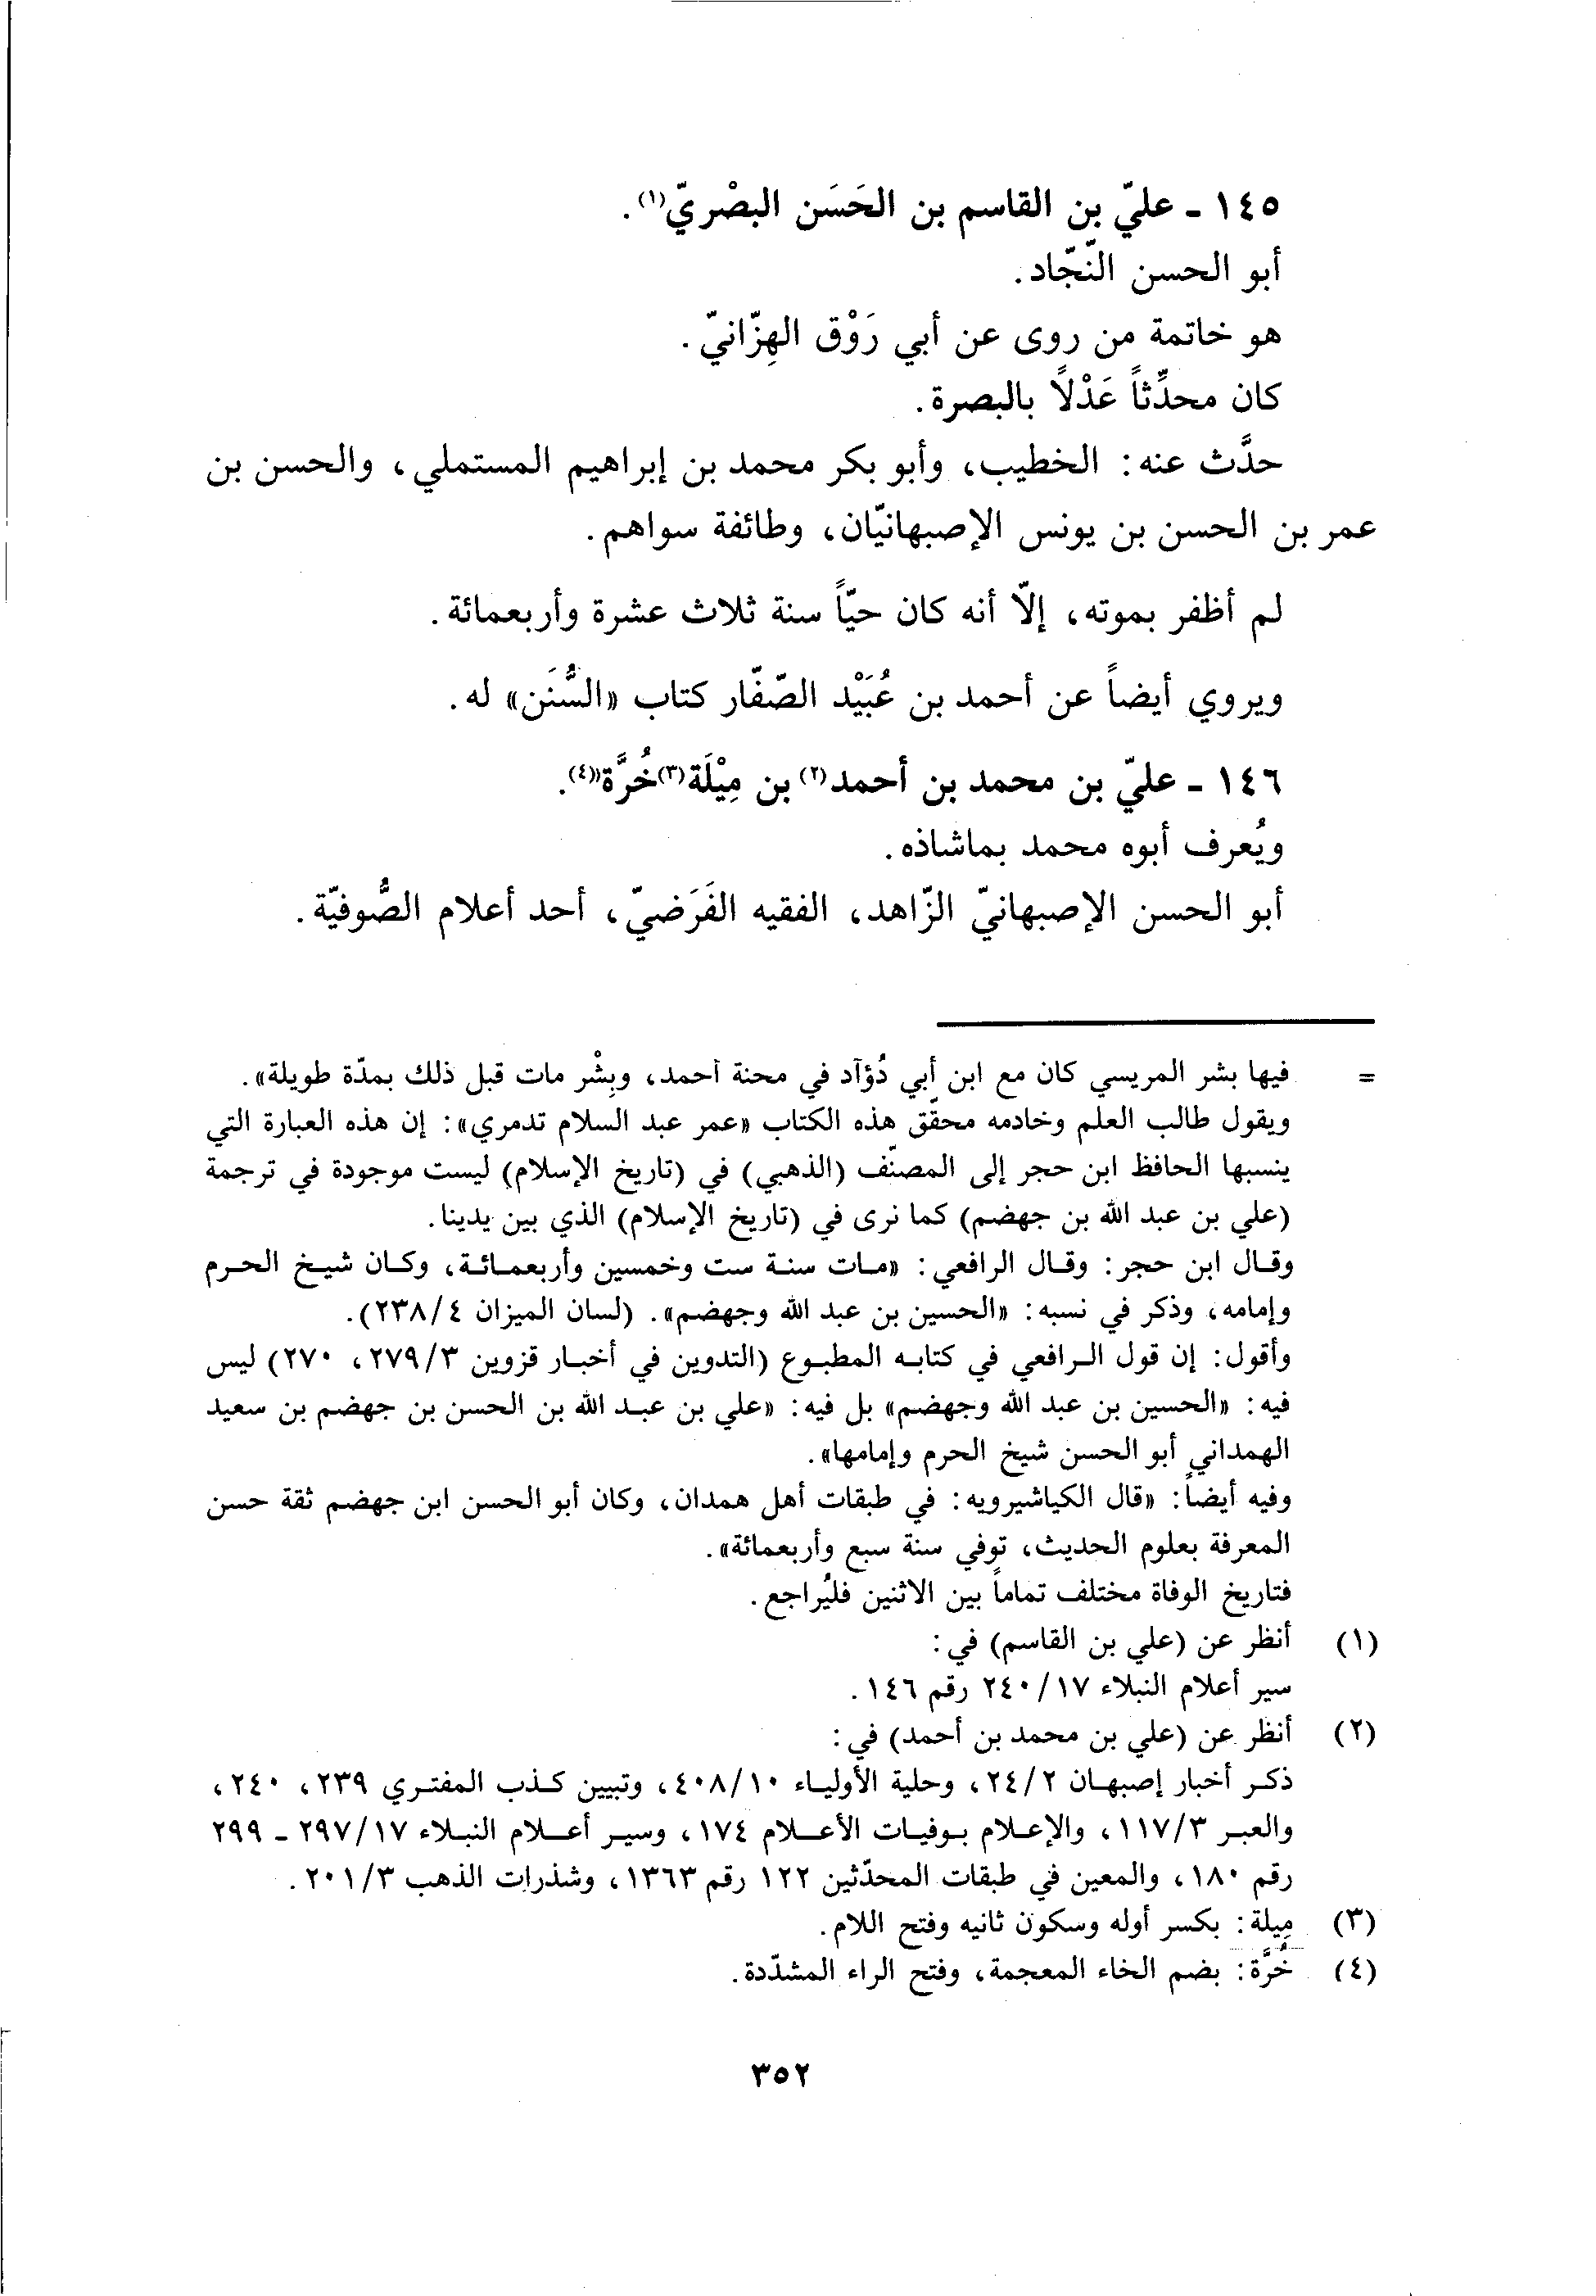 ١٤٥ ـ عليّ بن القاسم بن الحَسَن البصْريّ(١).
أبو الحسن النّجّاد.
هو خاتمة من روى عن أبي رَوْق الهِزّانيّ.
كان محدِّثاً عَدْلاً بالبصرة.
حدَّث عنه: الخطيب، وأبو بكر محمد بن إبراهيم المستملي، والحسن بن
عمر بن الحسن بن يونس الإصبهانيّان، وطائفة سواهم.
لم أظفر بموته، إلّا أنه كان حيّاً سنة ثلاث عشرة وأربعمائة.
ويروي أيضاً عن أحمد بن عُبَيْد الصّفّار كتاب «السُّنَن» له.
١٤٦ ـ عليّ بن محمد بن أحمد(٢) بن مِيْلَة(٣) خُرَّة(٤).
ويُعرف أبوه محمد بماشاذه.
أبو الحسن الإصبهانيّ الزّاهد، الفقيه الفَرَضيّ، أحد أعلام الصُّوفيّة.
= فيها بشر المريسي كان مع ابن أبي دُؤآد في محنة أحمد، وبِشْر مات قبل ذلك بمدّة طويلة».
ويقول طالب العلم وخادمه محقّق هذه الكتاب «عمر عبد السلام تدمري»: إن هذه العبارة التي
ينسبها الحافظ ابن حجر إلى المصنّف (الذهبي) في (تاريخ الإسلام) ليست موجودة في ترجمة
(علي بن عبد الله بن جهضم) كما نرى في (تاريخ الإسلام) الذي بين يدينا.
وقال ابن حجر: وقال الرافعي: «مات سنة ست وخمسين وأربعمائة، وكان شيخ الحرم
وإمامه، وذكر في نسبه: «الحسين بن عبد الله وجهضم». (لسان الميزان ٢٣٨/٤).
وأقول: إن قول الرافعي في كتابه المطبوع (التدوين في أخبار قزوين ٢٧٩/٣، ٢٧٠) ليس
فيه: «الحسين بن عبد الله وجهضم» بل فيه: «علي بن عبد الله بن الحسن بن جهضم بن سعيد
الهمداني أبو الحسن شيخ الحرم وإمامها».
وفيه أيضاً: «قال الكياشيرويه: في طبقات أهل همدان، وكان أبو الحسن ابن جهضم ثقة حسن
المعرفة بعلوم الحديث، توفي سنة سبع وأربعمائة».
فتاريخ الوفاة مختلف تماماً بين الاثنين فليُراجع.
(١) أنظر عن (علي بن القاسم) في:
سير أعلام النبلاء ٢٤٠/١٧ رقم ١٤٦.
(٢) أنظر عن (علي بن محمد بن أحمد) في:
ذكر أخبار إصبهان ٢٤/٢، وحلية الأولياء ٤٠٨/١٠، وتبيين كذب المفتري ٢٣٩، ٢٤٠،
والعبر ١١٧/٣، والإعلام بوفيات الأعلام ١٧٤، وسير أعلام النبلاء ٢٩٧/١٧ ـ ٢٩٩
رقم ١٨٠، والمعين في طبقات المحدّثين ١٢٢ رقم ١٣٦٣، وشذرات الذهب ٢٠١/٣.
(٣) مِيلة: بكسر أوله وسكون ثانيه وفتح اللام.
(٤) خُرَّة: بضم الخاء المعجمة، وفتح الراء المشدّدة.
٣٥٢